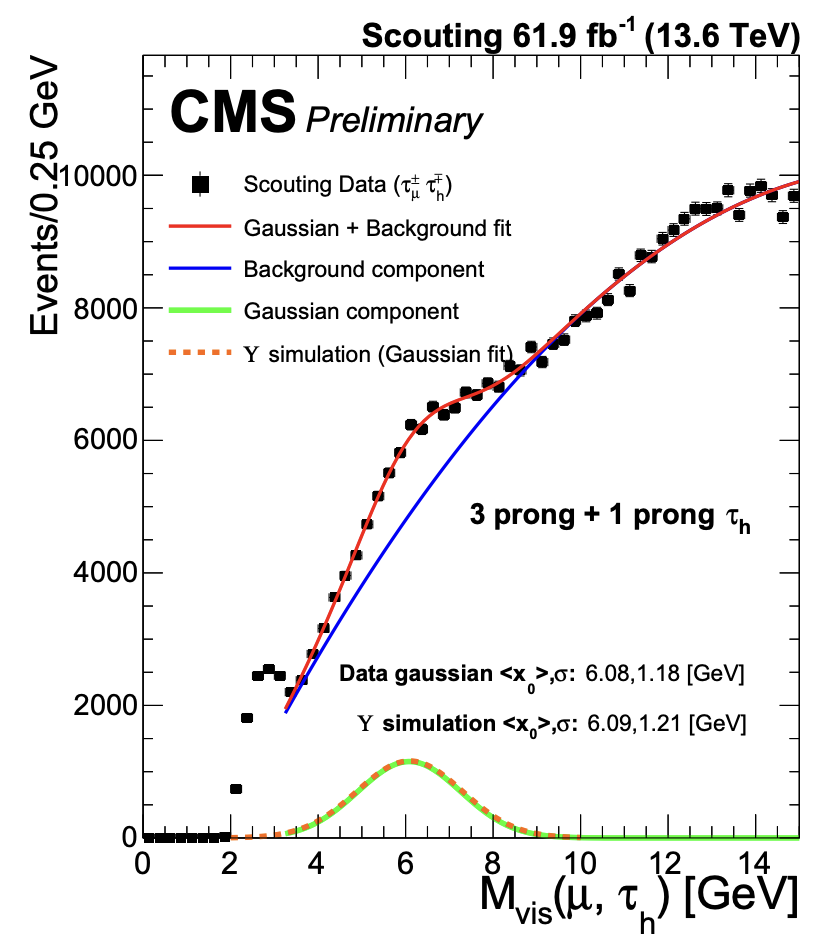 Scouting 61.9 fb⁻¹ (13.6 TeV)
Events/0.25 GeV
CMS Preliminary
Scouting Data (τ±μ τ∓h)
Gaussian + Background fit
Background component
Gaussian component
ϒ simulation (Gaussian fit)
10000
8000
6000
4000
2000
0
3 prong + 1 prong τh
Data gaussian <x0>,σ: 6.08,1.18 [GeV]
ϒ simulation <x0>,σ: 6.09,1.21 [GeV]
0 2 4 6 8 10 12 14
Mvis(μ, τh) [GeV]